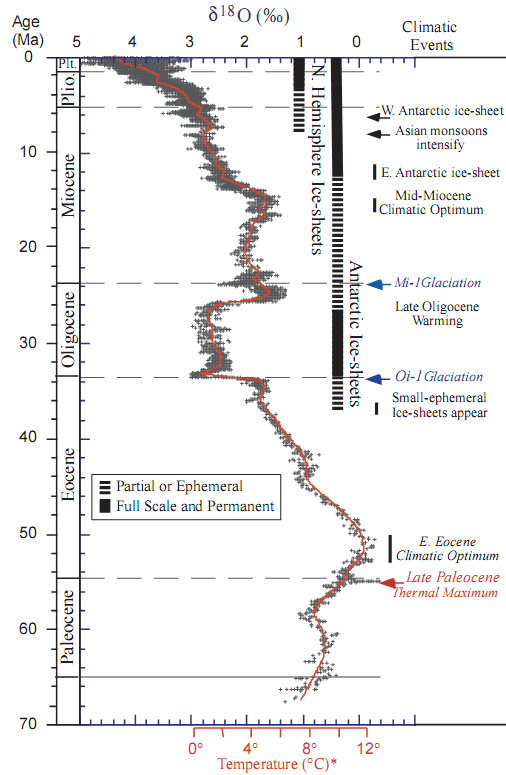 Age
(Ma)
δ18O (‰)
Climatic
Events
5 4 3 2 1 0
0
10
20
30
40
50
60
70
Plt.
Plio.
Miocene
Oligocene
Eocene
Paleocene
N. Hemisphere Ice-sheets
Antarctic Ice-sheets
W. Antarctic ice-sheet
Asian monsoons
intensify
E. Antarctic ice-sheet
Mid-Miocene
Climatic Optimum
Mi-1Glaciation
Late Oligocene
Warming
Oi-1 Glaciation
Small-ephemeral
Ice-sheets appear
Partial or Ephemeral
Full Scale and Permanent
E. Eocene
Climatic Optimum
Late Paleocene
Thermal Maximum
0° 4° 8° 12°
Temperature (°C)*